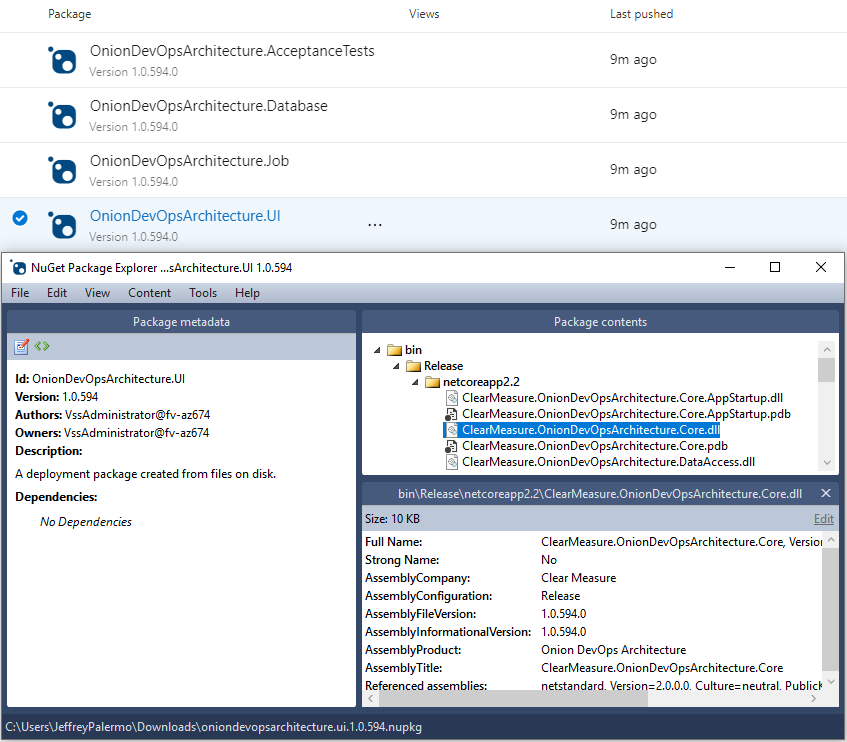 Package Views Last pushed
OnionDevOpsArchitecture.AcceptanceTests
Version 1.0.594.0
9m ago
OnionDevOpsArchitecture.Database
Version 1.0.594.0
9m ago
OnionDevOpsArchitecture.Job
Version 1.0.594.0
9m ago
OnionDevOpsArchitecture.UI
...
Version 1.0.594.0
9m ago
NuGet Package Explorer ...sArchitecture.UI 1.0.594
File Edit View Content Tools Help
Package metadata
Id: OnionDevOpsArchitecture.UI
Version: 1.0.594
Authors: VssAdministrator@fv-az674
Owners: VssAdministrator@fv-az674
Description:
A deployment package created from files on disk.
Dependencies:
No Dependencies
Package contents
bin
Release
netcoreapp2.2
ClearMeasure.OnionDevOpsArchitecture.Core.AppStartup.dll
ClearMeasure.OnionDevOpsArchitecture.Core.AppStartup.pdb
ClearMeasure.OnionDevOpsArchitecture.Core.dll
ClearMeasure.OnionDevOpsArchitecture.Core.pdb
ClearMeasure.OnionDevOpsArchitecture.DataAccess.dll
bin\Release\netcoreapp2.2\ClearMeasure.OnionDevOpsArchitecture.Core.dll
Size: 10 KB Edit
Full Name: ClearMeasure.OnionDevOpsArchitecture.Core, Version
Strong Name: No
AssemblyCompany: Clear Measure
AssemblyConfiguration: Release
AssemblyFileVersion: 1.0.594.0
AssemblyInformationalVersion: 1.0.594.0
AssemblyProduct: Onion DevOps Architecture
AssemblyTitle: ClearMeasure.OnionDevOpsArchitecture.Core
Referenced assemblies: netstandard, Version=2.0.0.0, Culture=neutral, PublicK
C:\Users\JeffreyPalermo\Downloads\oniondevopsarchitecture.ui.1.0.594.nupkg